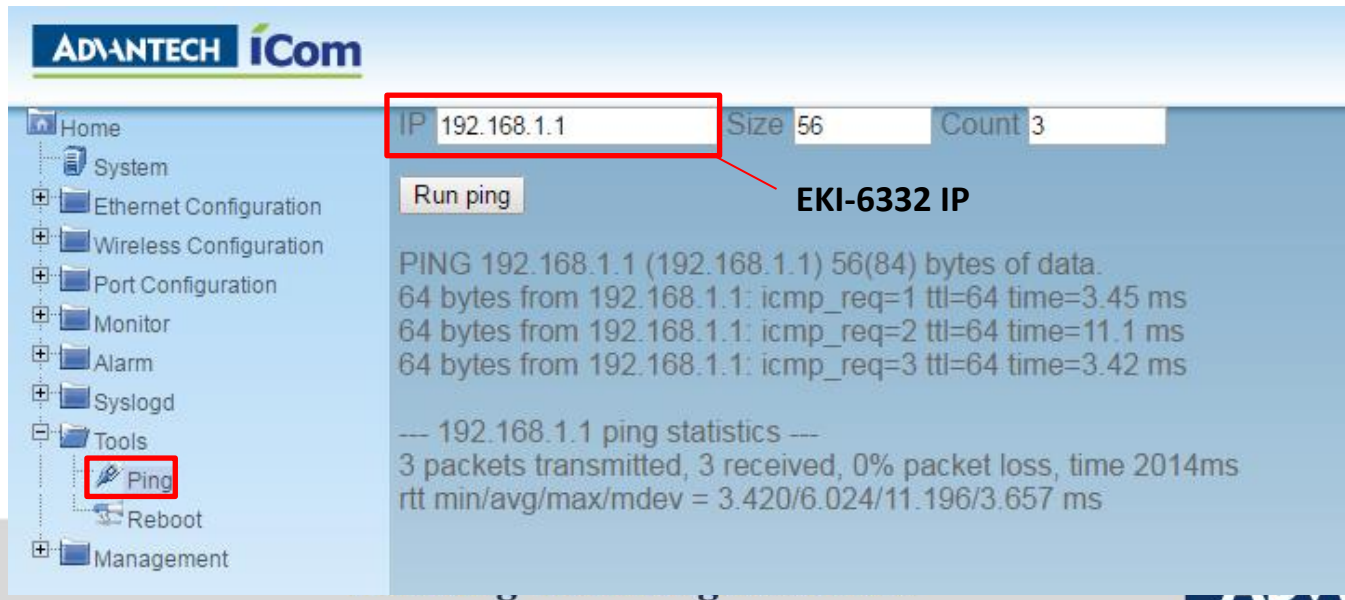 ADVANTECH iCom
Home
System
Ethernet Configuration
Wireless Configuration
Port Configuration
Monitor
Alarm
Syslogd
Tools
Ping
Reboot
Management
IP 192.168.1.1 Size 56 Count 3
Run ping
EKI-6332 IP
PING 192.168.1.1 (192.168.1.1) 56(84) bytes of data.
64 bytes from 192.168.1.1: icmp_req=1 ttl=64 time=3.45 ms
64 bytes from 192.168.1.1: icmp_req=2 ttl=64 time=11.1 ms
64 bytes from 192.168.1.1: icmp_req=3 ttl=64 time=3.42 ms
--- 192.168.1.1 ping statistics ---
3 packets transmitted, 3 received, 0% packet loss, time 2014ms
rtt min/avg/max/mdev = 3.420/6.024/11.196/3.657 ms